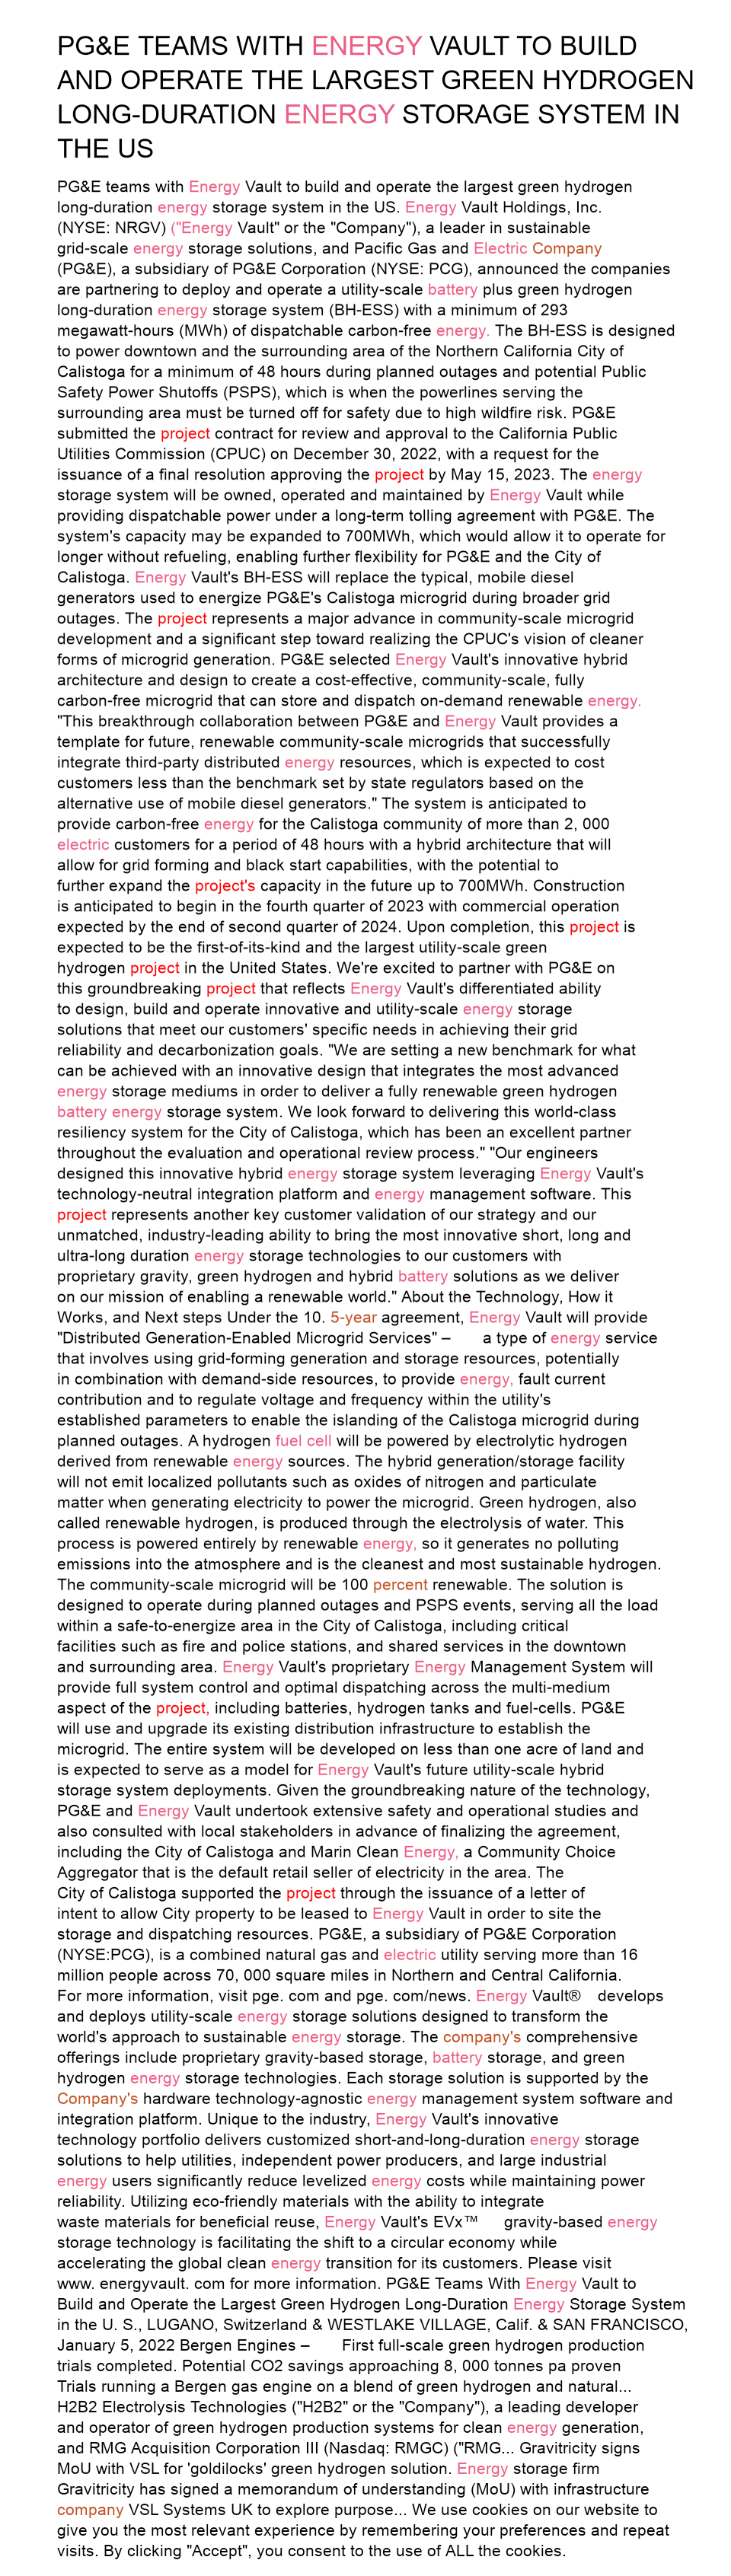 PG&E TEAMS WITH ENERGY VAULT TO BUILD
AND OPERATE THE LARGEST GREEN HYDROGEN
LONG-DURATION ENERGY STORAGE SYSTEM IN
THE US
PG&E teams with Energy Vault to build and operate the largest green hydrogen
long-duration energy storage system in the US. Energy Vault Holdings, Inc.
(NYSE: NRGV) ("Energy Vault" or the "Company"), a leader in sustainable
grid-scale energy storage solutions, and Pacific Gas and Electric Company
(PG&E), a subsidiary of PG&E Corporation (NYSE: PCG), announced the companies
are partnering to deploy and operate a utility-scale battery plus green hydrogen
long-duration energy storage system (BH-ESS) with a minimum of 293
megawatt-hours (MWh) of dispatchable carbon-free energy. The BH-ESS is designed
to power downtown and the surrounding area of the Northern California City of
Calistoga for a minimum of 48 hours during planned outages and potential Public
Safety Power Shutoffs (PSPS), which is when the powerlines serving the
surrounding area must be turned off for safety due to high wildfire risk. PG&E
submitted the project contract for review and approval to the California Public
Utilities Commission (CPUC) on December 30, 2022, with a request for the
issuance of a final resolution approving the project by May 15, 2023. The energy
storage system will be owned, operated and maintained by Energy Vault while
providing dispatchable power under a long-term tolling agreement with PG&E. The
system's capacity may be expanded to 700MWh, which would allow it to operate for
longer without refueling, enabling further flexibility for PG&E and the City of
Calistoga. Energy Vault's BH-ESS will replace the typical, mobile diesel
generators used to energize PG&E's Calistoga microgrid during broader grid
outages. The project represents a major advance in community-scale microgrid
development and a significant step toward realizing the CPUC's vision of cleaner
forms of microgrid generation. PG&E selected Energy Vault's innovative hybrid
architecture and design to create a cost-effective, community-scale, fully
carbon-free microgrid that can store and dispatch on-demand renewable energy.
"This breakthrough collaboration between PG&E and Energy Vault provides a
template for future, renewable community-scale microgrids that successfully
integrate third-party distributed energy resources, which is expected to cost
customers less than the benchmark set by state regulators based on the
alternative use of mobile diesel generators." The system is anticipated to
provide carbon-free energy for the Calistoga community of more than 2, 000
electric customers for a period of 48 hours with a hybrid architecture that will
allow for grid forming and black start capabilities, with the potential to
further expand the project's capacity in the future up to 700MWh. Construction
is anticipated to begin in the fourth quarter of 2023 with commercial operation
expected by the end of second quarter of 2024. Upon completion, this project is
expected to be the first-of-its-kind and the largest utility-scale green
hydrogen project in the United States. We're excited to partner with PG&E on
this groundbreaking project that reflects Energy Vault's differentiated ability
to design, build and operate innovative and utility-scale energy storage
solutions that meet our customers' specific needs in achieving their grid
reliability and decarbonization goals. "We are setting a new benchmark for what
can be achieved with an innovative design that integrates the most advanced
energy storage mediums in order to deliver a fully renewable green hydrogen
battery energy storage system. We look forward to delivering this world-class
resiliency system for the City of Calistoga, which has been an excellent partner
throughout the evaluation and operational review process." "Our engineers
designed this innovative hybrid energy storage system leveraging Energy Vault's
technology-neutral integration platform and energy management software. This
project represents another key customer validation of our strategy and our
unmatched, industry-leading ability to bring the most innovative short, long and
ultra-long duration energy storage technologies to our customers with
proprietary gravity, green hydrogen and hybrid battery solutions as we deliver
on our mission of enabling a renewable world." About the Technology, How it
Works, and Next steps Under the 10. 5-year agreement, Energy Vault will provide
"Distributed Generation-Enabled Microgrid Services" – a type of energy service
that involves using grid-forming generation and storage resources, potentially
in combination with demand-side resources, to provide energy, fault current
contribution and to regulate voltage and frequency within the utility's
established parameters to enable the islanding of the Calistoga microgrid during
planned outages. A hydrogen fuel cell will be powered by electrolytic hydrogen
derived from renewable energy sources. The hybrid generation/storage facility
will not emit localized pollutants such as oxides of nitrogen and particulate
matter when generating electricity to power the microgrid. Green hydrogen, also
called renewable hydrogen, is produced through the electrolysis of water. This
process is powered entirely by renewable energy, so it generates no polluting
emissions into the atmosphere and is the cleanest and most sustainable hydrogen.
The community-scale microgrid will be 100 percent renewable. The solution is
designed to operate during planned outages and PSPS events, serving all the load
within a safe-to-energize area in the City of Calistoga, including critical
facilities such as fire and police stations, and shared services in the downtown
and surrounding area. Energy Vault's proprietary Energy Management System will
provide full system control and optimal dispatching across the multi-medium
aspect of the project, including batteries, hydrogen tanks and fuel-cells. PG&E
will use and upgrade its existing distribution infrastructure to establish the
microgrid. The entire system will be developed on less than one acre of land and
is expected to serve as a model for Energy Vault's future utility-scale hybrid
storage system deployments. Given the groundbreaking nature of the technology,
PG&E and Energy Vault undertook extensive safety and operational studies and
also consulted with local stakeholders in advance of finalizing the agreement,
including the City of Calistoga and Marin Clean Energy, a Community Choice
Aggregator that is the default retail seller of electricity in the area. The
City of Calistoga supported the project through the issuance of a letter of
intent to allow City property to be leased to Energy Vault in order to site the
storage and dispatching resources. PG&E, a subsidiary of PG&E Corporation
(NYSE:PCG), is a combined natural gas and electric utility serving more than 16
million people across 70, 000 square miles in Northern and Central California.
For more information, visit pge. com and pge. com/news. Energy Vault® develops
and deploys utility-scale energy storage solutions designed to transform the
world's approach to sustainable energy storage. The company's comprehensive
offerings include proprietary gravity-based storage, battery storage, and green
hydrogen energy storage technologies. Each storage solution is supported by the
Company's hardware technology-agnostic energy management system software and
integration platform. Unique to the industry, Energy Vault's innovative
technology portfolio delivers customized short-and-long-duration energy storage
solutions to help utilities, independent power producers, and large industrial
energy users significantly reduce levelized energy costs while maintaining power
reliability. Utilizing eco-friendly materials with the ability to integrate
waste materials for beneficial reuse, Energy Vault's EVx™ gravity-based energy
storage technology is facilitating the shift to a circular economy while
accelerating the global clean energy transition for its customers. Please visit
www. energyvault. com for more information. PG&E Teams With Energy Vault to
Build and Operate the Largest Green Hydrogen Long-Duration Energy Storage System
in the U. S., LUGANO, Switzerland & WESTLAKE VILLAGE, Calif. & SAN FRANCISCO,
January 5, 2022 Bergen Engines – First full-scale green hydrogen production
trials completed. Potential CO2 savings approaching 8, 000 tonnes pa proven
Trials running a Bergen gas engine on a blend of green hydrogen and natural...
H2B2 Electrolysis Technologies ("H2B2" or the "Company"), a leading developer
and operator of green hydrogen production systems for clean energy generation,
and RMG Acquisition Corporation III (Nasdaq: RMGC) ("RMG... Gravitricity signs
MoU with VSL for 'goldilocks' green hydrogen solution. Energy storage firm
Gravitricity has signed a memorandum of understanding (MoU) with infrastructure
company VSL Systems UK to explore purpose... We use cookies on our website to
give you the most relevant experience by remembering your preferences and repeat
visits. By clicking "Accept", you consent to the use of ALL the cookies.